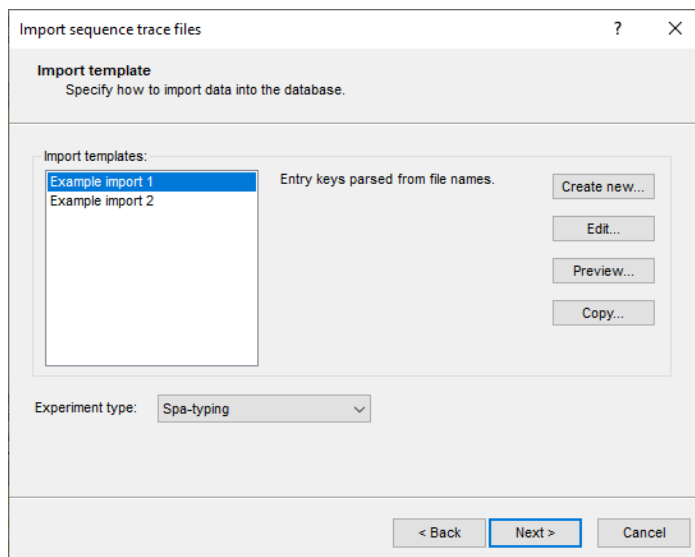 Import sequence trace files
?
Import template
Specify how to import data into the database.
Import templates:
Example import 1
Example import 2
Entry keys parsed from file names.
Create new...
Edit...
Preview...
Copy...
Experiment type:
Spa-typing
< Back
Next >
Cancel